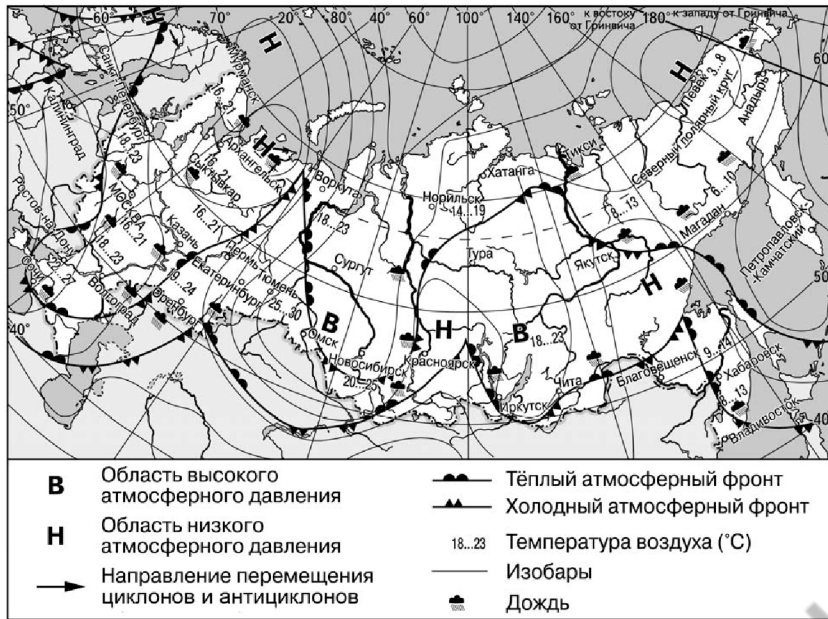 60°
70°
20°
40°
60°
80°
100°
120°
140°
160°
180°
к востоку
от Гринвича
к западу от Гринвича
Н
Н
60°
50°
40°
Мурманск
16...21
Санкт-Петербург
Калининград
18...23
Н
Архангельск
16...21
Сыктывкар
Воркута
18...23
МОСКВА
16...21
Казань
16...21
18...23
Ростов-на-Дону
Сочи
Волгоград
19...24
Оренбург
Пермь
Екатеринбург
Тюмень
25...30
Сургут
Омск
В
Новосибирск
20...25
Норильск
14...19
Хатанга
Тура
Тикси
Н
Красноярск
В
18...23
Иркутск
Чита
Якутск
8...13
Певек
3...8
Анадырь
Северный полярный круг
6...10
Магадан
Петропавловск
-Камчатский
Н
Благовещенск
9...14
Хабаровск
8...13
Владивосток
50°
40°
В
Область высокого
атмосферного давления
Н
Область низкого
атмосферного давления
Направление перемещения
циклонов и антициклонов
Тёплый атмосферный фронт
Холодный атмосферный фронт
18...23 Температура воздуха (°С)
Изобары
Дождь